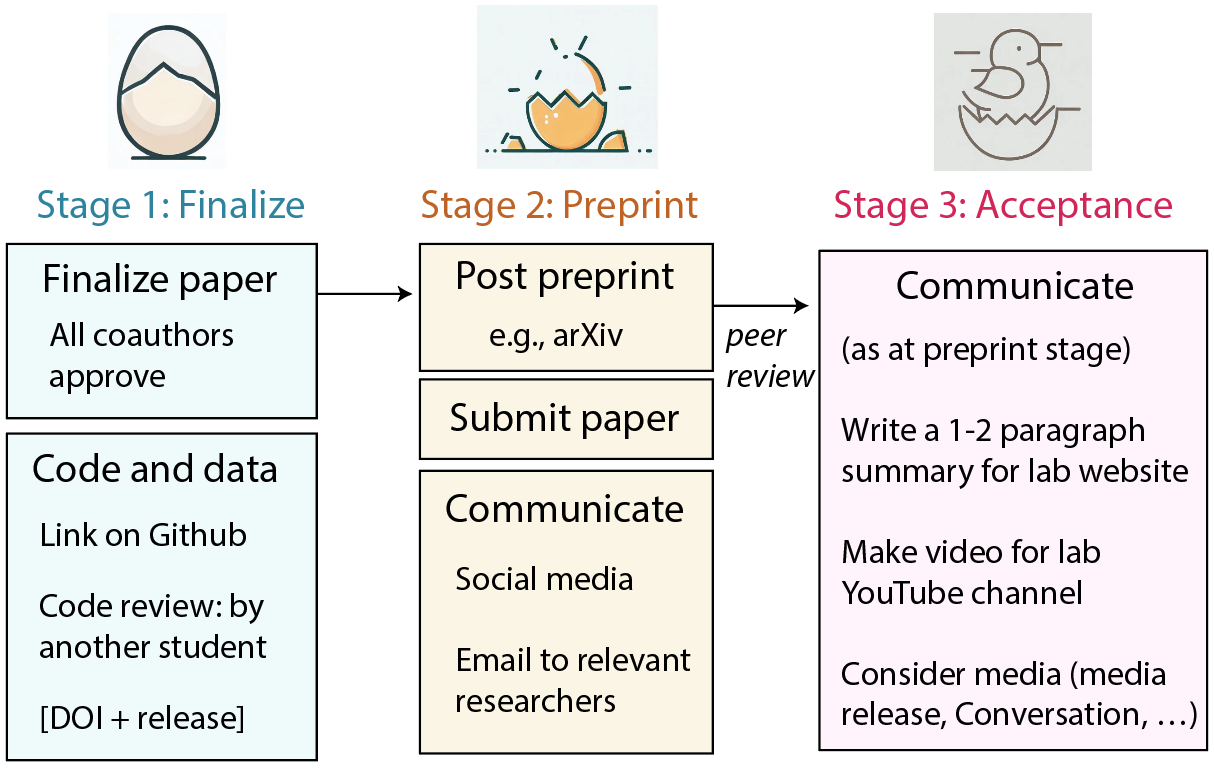 Stage 1: Finalize
Finalize paper
All coauthors
approve
Code and data
Link on Github
Code review: by
another student
[DOI + release]
Stage 2: Preprint
Post preprint
e.g., arXiv
Submit paper
Communicate
Social media
Email to relevant
researchers
peer
review
Stage 3: Acceptance
Communicate
(as at preprint stage)
Write a 1-2 paragraph
summary for lab website
Make video for lab
YouTube channel
Consider media (media
release, Conversation, …)